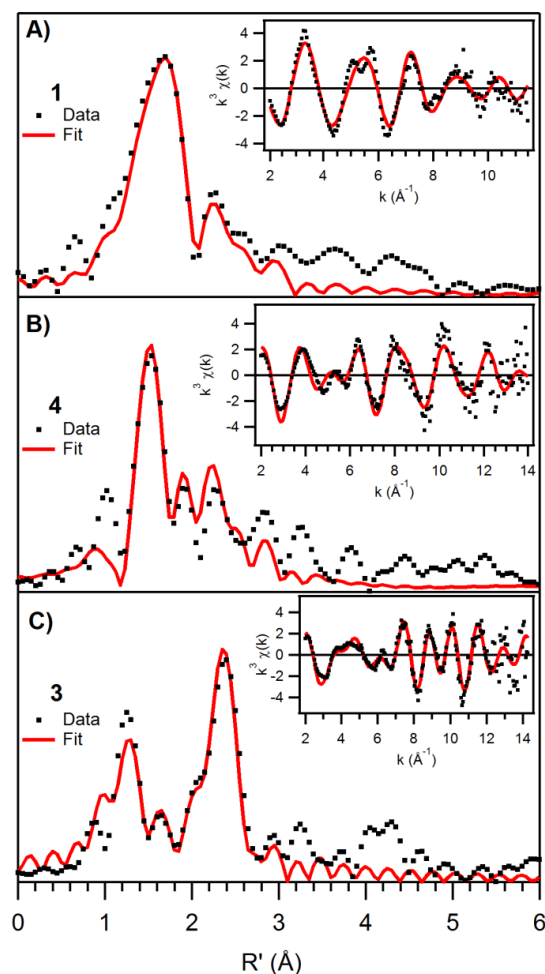 A)
1
Data
Fit
k³ χ(k)
4
2
0
-2
-4
2 4 6 8 10
k (Å⁻¹)
B)
4
Data
Fit
k³ χ(k)
4
2
0
-2
-4
2 4 6 8 10 12 14
k (Å⁻¹)
C)
3
Data
Fit
k³ χ(k)
4
2
0
-2
-4
2 4 6 8 10 12 14
k (Å⁻¹)
0 1 2 3 4 5 6
R' (Å)